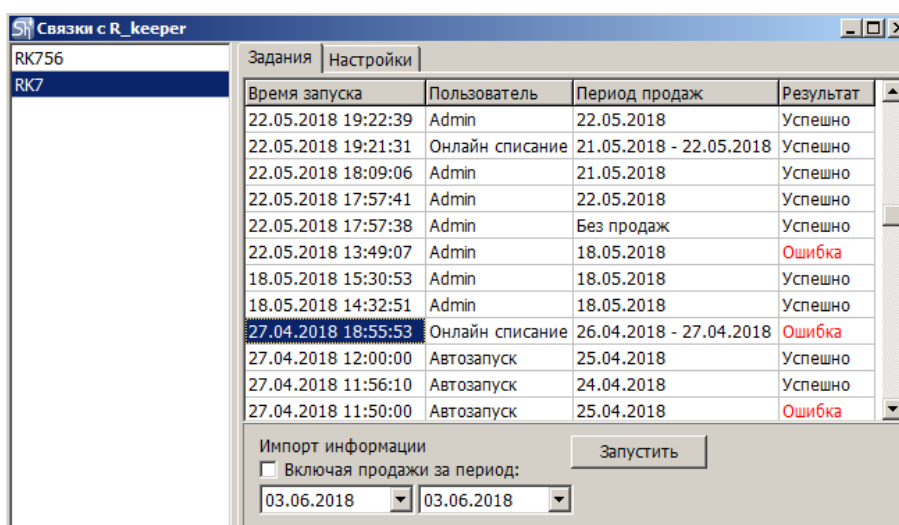 Sh Связки с R_keeper
RK756
RK7
Задания Настройки
Время запуска Пользователь Период продаж Результат
22.05.2018 19:22:39 Admin 22.05.2018 Успешно
22.05.2018 19:21:31 Онлайн списание 21.05.2018 - 22.05.2018 Успешно
22.05.2018 18:09:06 Admin 21.05.2018 Успешно
22.05.2018 17:57:41 Admin 22.05.2018 Успешно
22.05.2018 17:57:38 Admin Без продаж Успешно
22.05.2018 13:49:07 Admin 18.05.2018 Ошибка
18.05.2018 15:30:53 Admin 18.05.2018 Успешно
18.05.2018 14:32:51 Admin 18.05.2018 Успешно
27.04.2018 18:55:53 Онлайн списание 26.04.2018 - 27.04.2018 Ошибка
27.04.2018 12:00:00 Автозапуск 25.04.2018 Успешно
27.04.2018 11:56:10 Автозапуск 24.04.2018 Успешно
27.04.2018 11:50:00 Автозапуск 25.04.2018 Ошибка
Импорт информации
Запустить
Включая продажи за период:
03.06.2018 03.06.2018